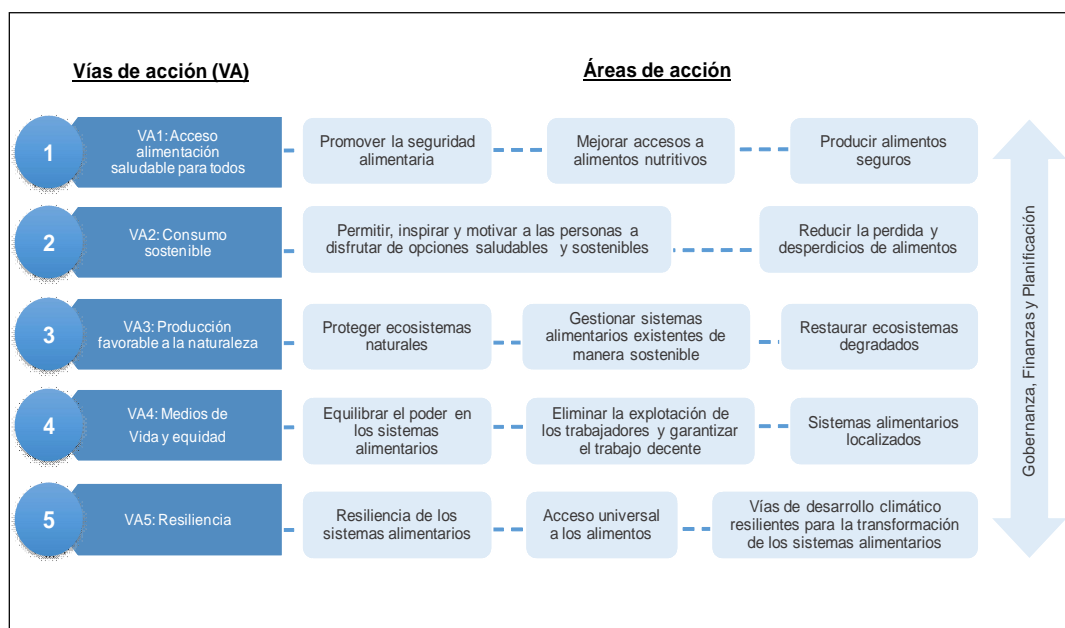 Vías de acción (VA)
Áreas de acción
1
VA1: Acceso
alimentación
saludable para todos
Promover la seguridad
alimentaria
Mejorar accesos a
alimentos nutritivos
Producir alimentos
seguros
2
VA2: Consumo
sostenible
Permitir, inspirar y motivar a las personas a
disfrutar de opciones saludables y sostenibles
Reducir la perdida y
desperdicios de alimentos
3
VA3: Producción
favorable a la naturaleza
Proteger ecosistemas
naturales
Gestionar sistemas
alimentarios existentes de
manera sostenible
Restaurar ecosistemas
degradados
4
VA4: Medios de
Vida y equidad
Equilibrar el poder en
los sistemas
alimentarios
Eliminar la explotación de
los trabajadores y garantizar
el trabajo decente
Sistemas alimentarios
localizados
5
VA5: Resiliencia
Resiliencia de los
sistemas alimentarios
Acceso universal
a los alimentos
Vías de desarrollo climático
resilientes para la transformación
de los sistemas alimentarios
Gobernanza, Finanzas y Planificación